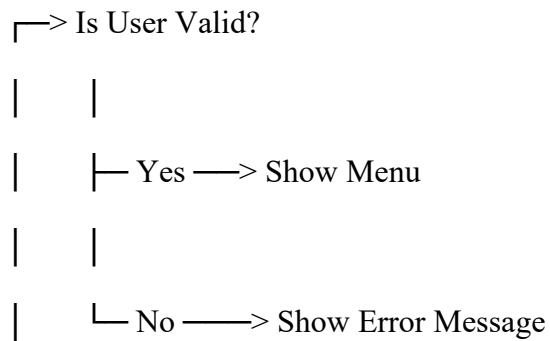 ┌─> Is User Valid?
│ │
│ ├─ Yes ──> Show Menu
│ │
│ └─ No ───> Show Error Message